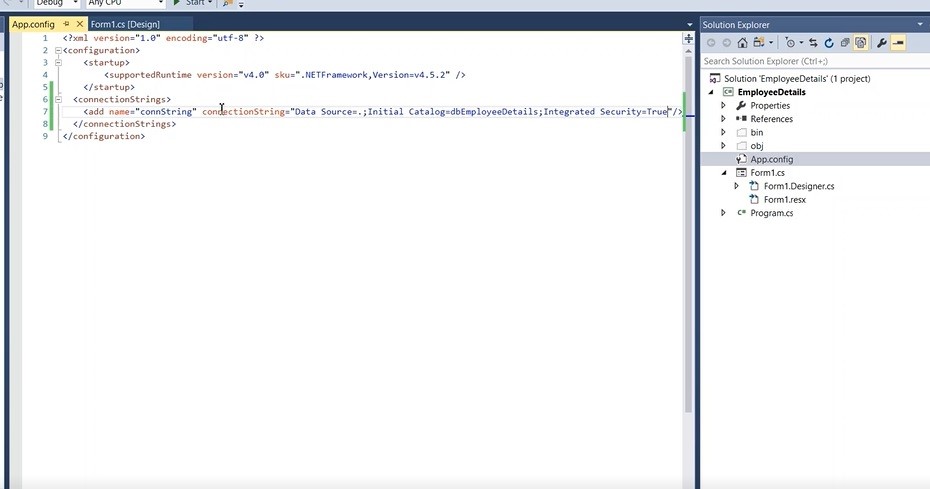 Debug Any CPU Start
App.config Form1.cs [Design]
1 <?xml version="1.0" encoding="utf-8" ?>
2 <configuration>
3 <startup>
4 <supportedRuntime version="v4.0" sku=".NETFramework,Version=v4.5.2" />
5 </startup>
6 <connectionStrings>
7 <add name="connString" connectionString="Data Source=.;Initial Catalog=dbEmployeeDetails;Integrated Security=True"/>
8 </connectionStrings>
9 </configuration>
Solution Explorer
Search Solution Explorer (Ctrl+;)
Solution 'EmployeeDetails' (1 project)
EmployeeDetails
Properties
References
bin
obj
App.config
Form1.cs
Form1.Designer.cs
Form1.resx
C# Program.cs